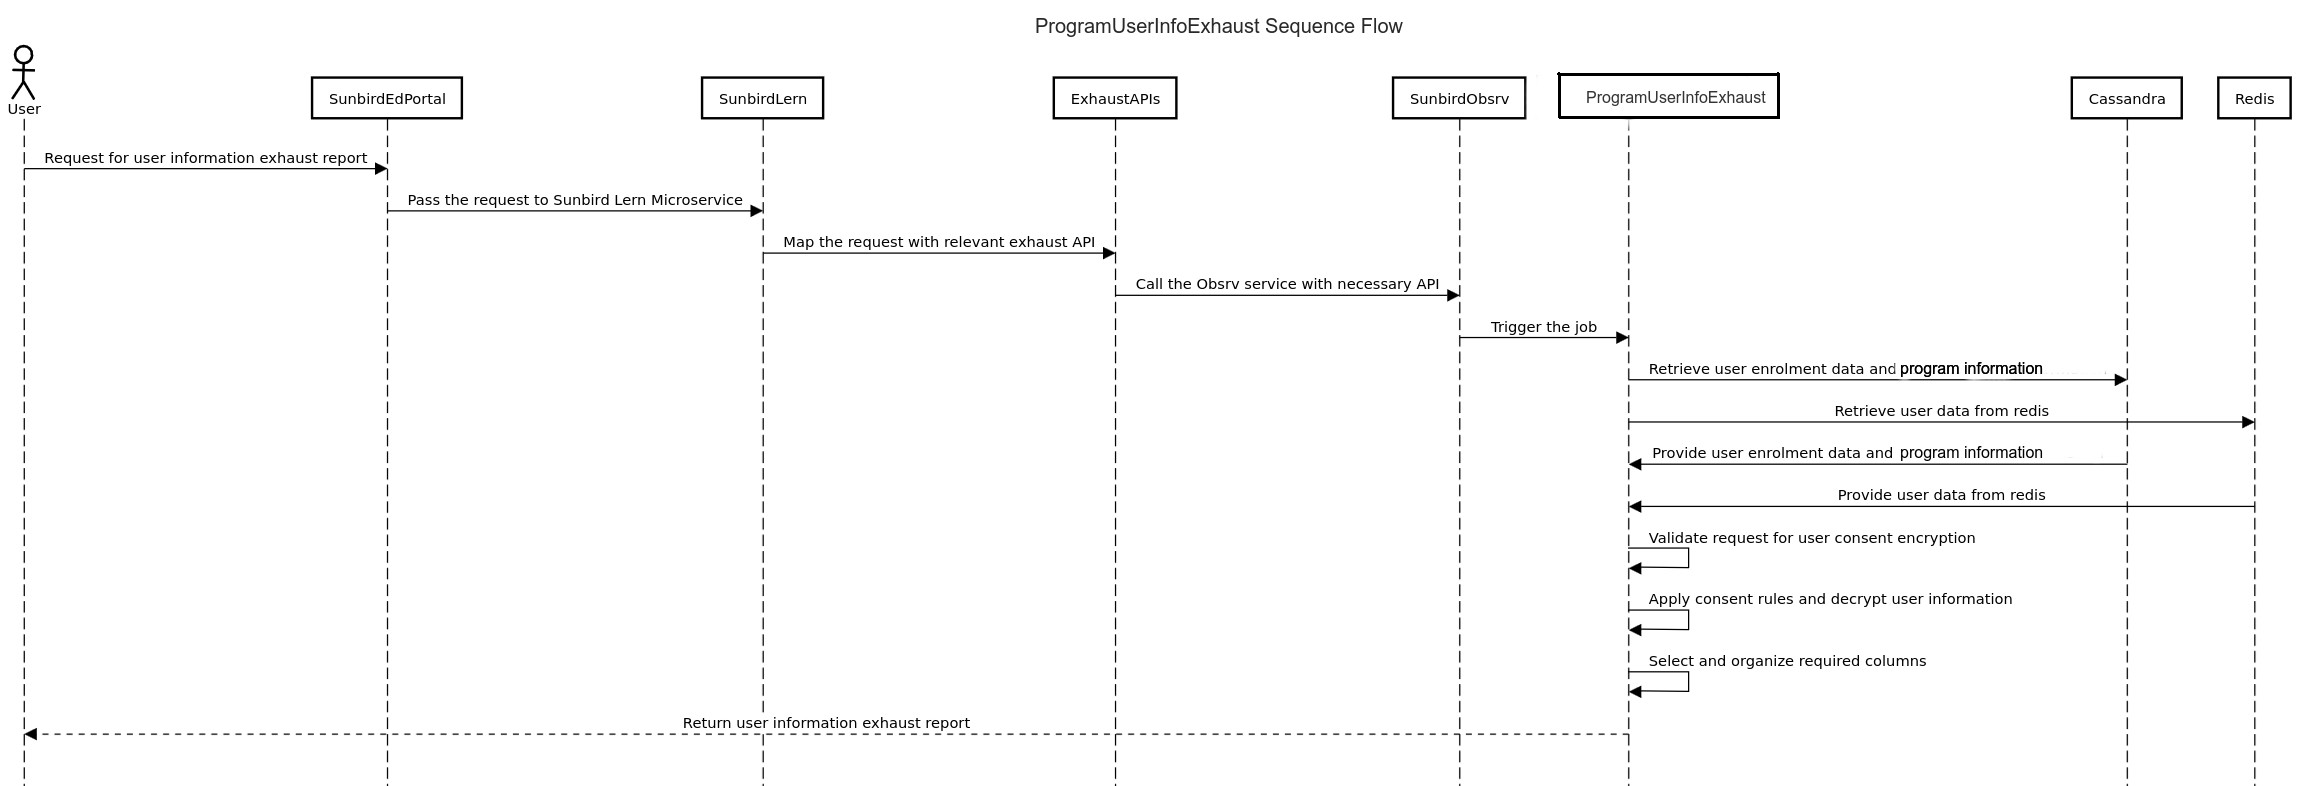 ProgramUserInfoExhaust Sequence Flow
User
SunbirdEdPortal
SunbirdLern
ExhaustAPIs
SunbirdObsrv
ProgramUserInfoExhaust
Cassandra
Redis
Request for user information exhaust report
Pass the request to Sunbird Lern Microservice
Map the request with relevant exhaust API
Call the Obsrv service with necessary API
Trigger the job
Retrieve user enrolment data and program information
Retrieve user data from redis
Provide user enrolment data and program information
Provide user data from redis
Validate request for user consent encryption
Apply consent rules and decrypt user information
Select and organize required columns
Return user information exhaust report